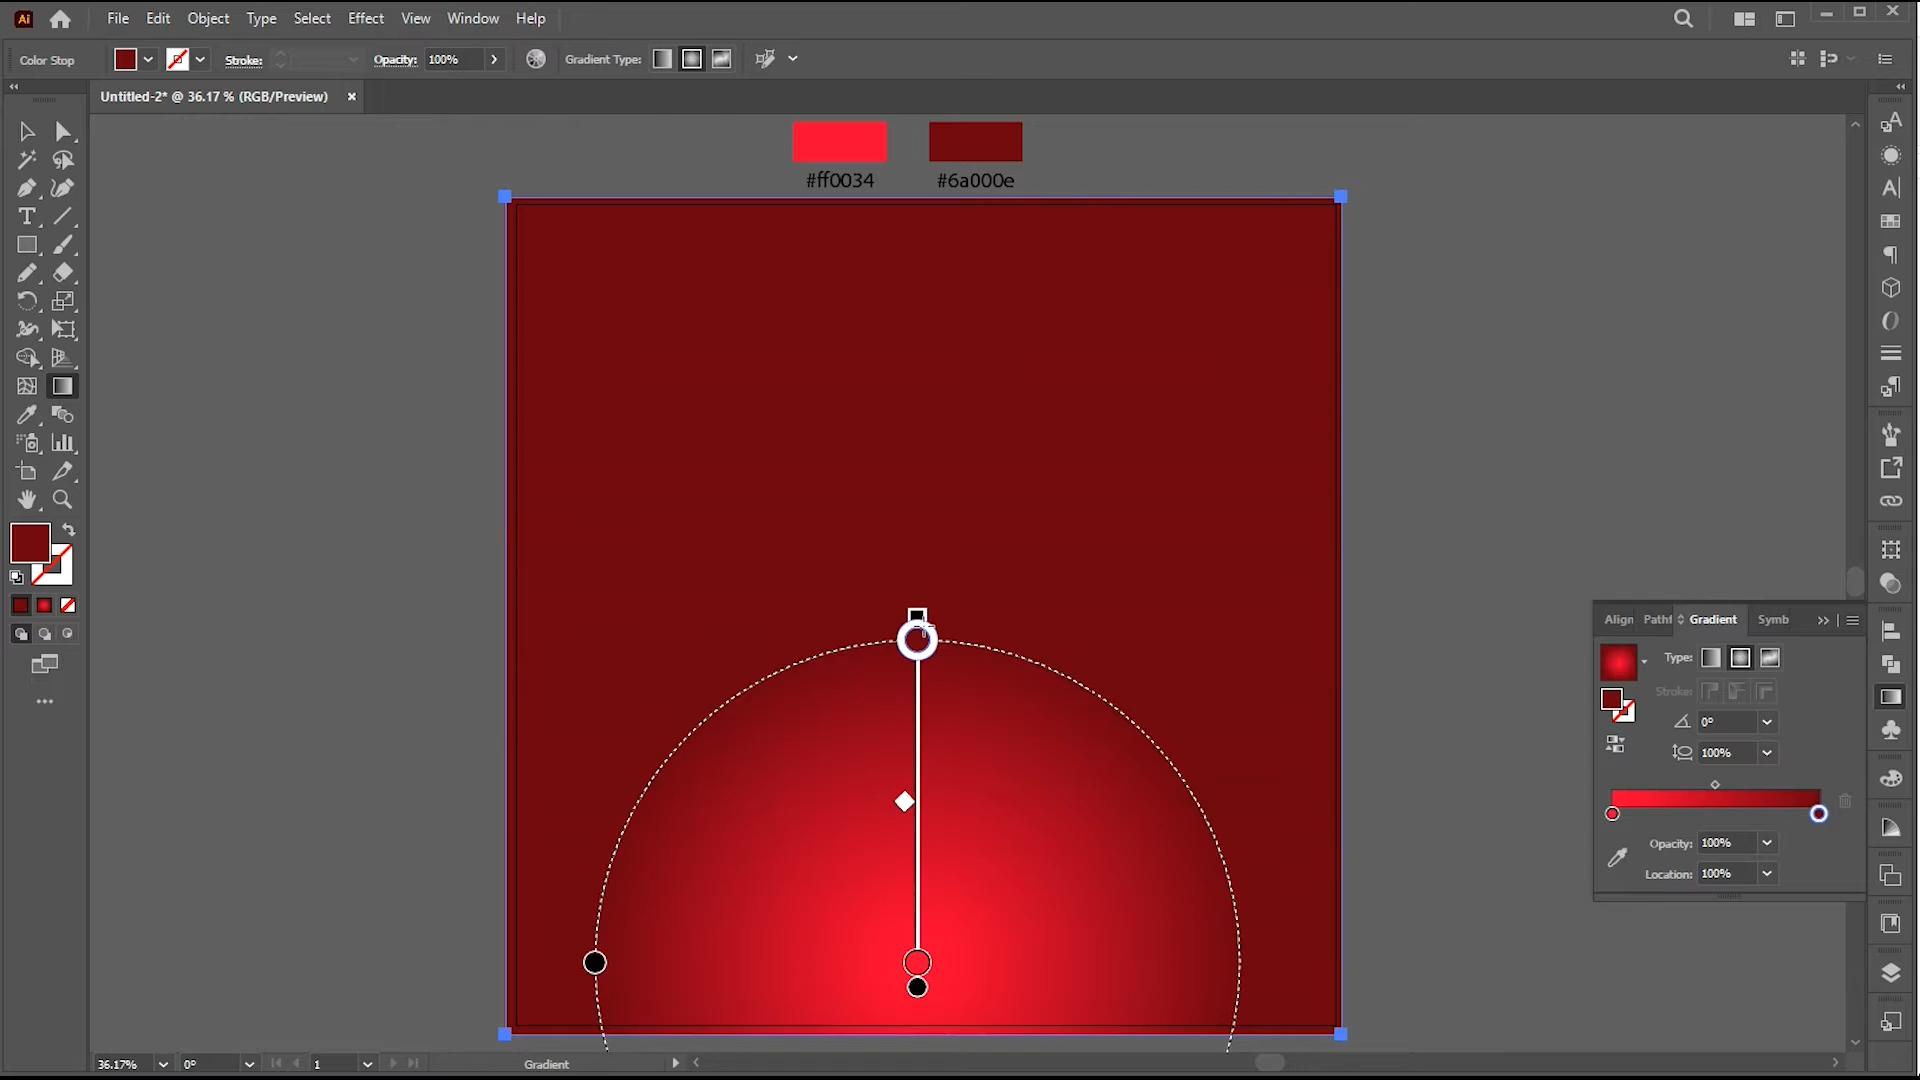 Ai File Edit Object Type Select Effect View Window Help
Color Stop Stroke: Opacity: 100% Gradient Type:
Untitled-2* @ 36.17 % (RGB/Preview) ×
#ff0034 #6a000e
Align Pathf Gradient Symb
Type:
Stroke:
0°
100%
Opacity: 100%
Location: 100%
36.17% 0° 1 Gradient